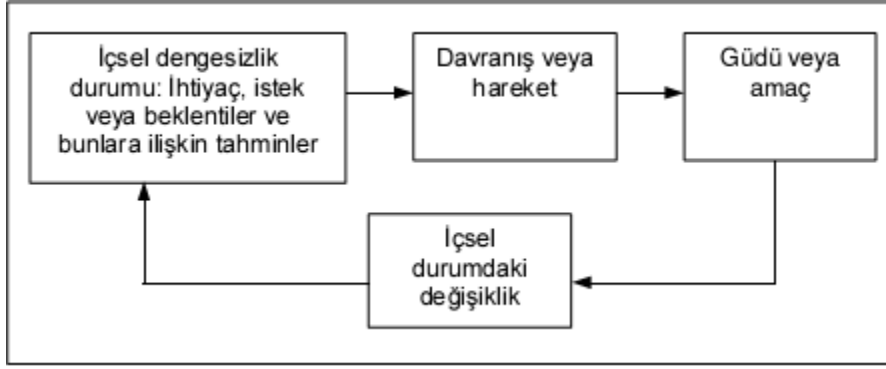 İçsel dengesizlik
durumu: İhtiyaç, istek
veya beklentiler ve
bunlara ilişkin tahminler
Davranış veya
hareket
Güdü veya
amaç
İçsel
durumdaki
değişiklik